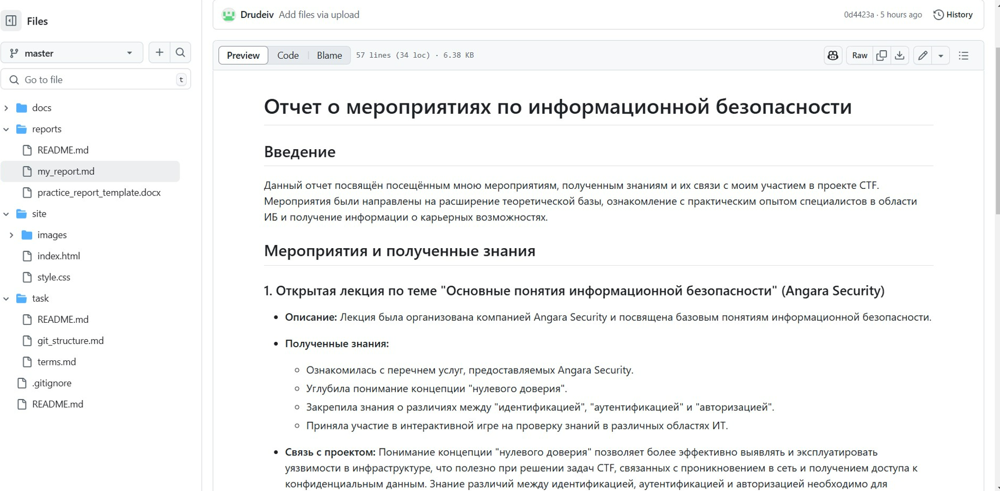 Files
master
Go to file
t
docs
reports
README.md
my_report.md
practice_report_template.docx
site
images
index.html
style.css
task
README.md
git_structure.md
terms.md
.gitignore
README.md
Drudeiv Add files via upload
0d4423a · 5 hours ago
History
Preview
Code
Blame
57 lines (34 loc) · 6.38 KB
Raw
Отчет о мероприятиях по информационной безопасности
Введение
Данный отчет посвящён посещённым мною мероприятиям, полученным знаниям и их связи с моим участием в проекте CTF.
Мероприятия были направлены на расширение теоретической базы, ознакомление с практическим опытом специалистов в области
ИБ и получение информации о карьерных возможностях.
Мероприятия и полученные знания
1. Открытая лекция по теме "Основные понятия информационной безопасности" (Angara Security)
• Описание: Лекция была организована компанией Angara Security и посвящена базовым понятиям информационной безопасности.
• Полученные знания:
◦ Ознакомилась с перечнем услуг, предоставляемых Angara Security.
◦ Углубила понимание концепции "нулевого доверия".
◦ Закрепила знания о различиях между "идентификацией", "аутентификацией" и "авторизацией".
◦ Приняла участие в интерактивной игре на проверку знаний в различных областях ИТ.
• Связь с проектом: Понимание концепции "нулевого доверия" позволяет более эффективно выявлять и эксплуатировать
уязвимости в инфраструктуре, что полезно при решении задач CTF, связанных с проникновением в сеть и получением доступа к
конфиденциальным данным. Знание различий между идентификацией, аутентификацией и авторизацией необходимо для